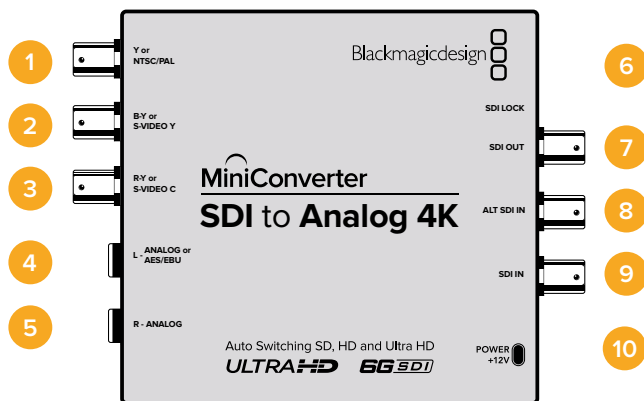 1
Y or
NTSC/PAL
2
B-Y or
S-VIDEO Y
3
R-Y or
S-VIDEO C
4
L - ANALOG or
AES/EBU
5
R - ANALOG
Blackmagicdesign
MiniConverter
SDI to Analog 4K
Auto Switching SD, HD and Ultra HD
ULTRA HD 6G SDI
6
SDI LOCK
SDI OUT
7
ALT SDI IN
8
SDI IN
9
POWER
+12V
10